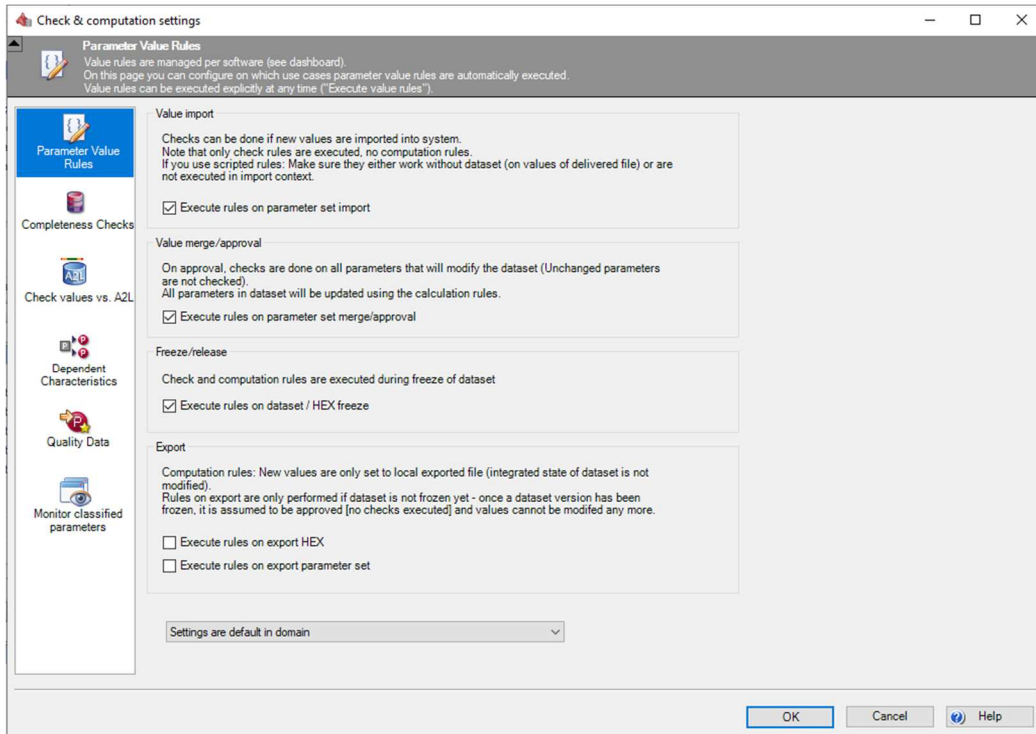 Check & computation settings
Parameter Value Rules
Value rules are managed per software (see dashboard).
On this page you can configure on which use cases parameter value rules are automatically executed.
Value rules can be executed explicitly at any time ("Execute value rules").
Parameter Value
Rules
Completeness Checks
A2L
Check values vs. A2L
Dependent
Characteristics
Quality Data
Monitor classified
parameters
Value import
Checks can be done if new values are imported into system.
Note that only check rules are executed, no computation rules.
If you use scripted rules: Make sure they either work without dataset (on values of delivered file) or are
not executed in import context.
Execute rules on parameter set import
Value merge/approval
On approval, checks are done on all parameters that will modify the dataset (Unchanged parameters
are not checked).
All parameters in dataset will be updated using the calculation rules.
Execute rules on parameter set merge/approval
Freeze/release
Check and computation rules are executed during freeze of dataset
Execute rules on dataset / HEX freeze
Export
Computation rules: New values are only set to local exported file (integrated state of dataset is not
modified).
Rules on export are only performed if dataset is not frozen yet - once a dataset version has been
frozen, it is assumed to be approved [no checks executed] and values cannot be modifed any more.
Execute rules on export HEX
Execute rules on export parameter set
Settings are default in domain
OK
Cancel
Help